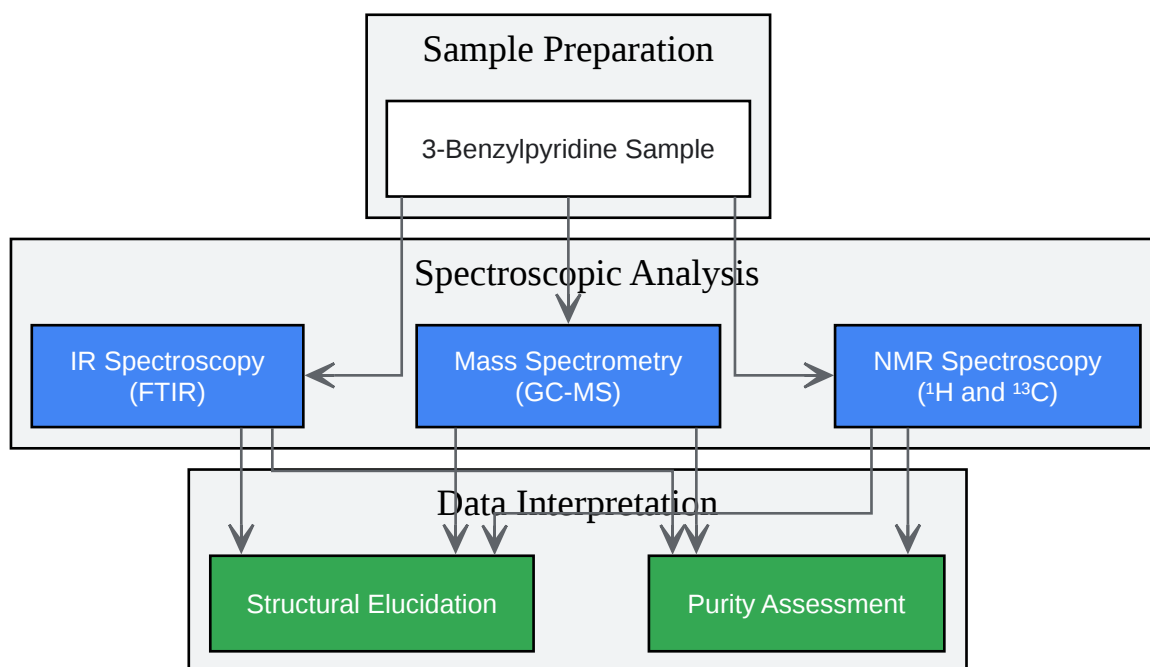 Sample Preparation
3-Benzylpyridine Sample
Spectroscopic Analysis
IR Spectroscopy
(FTIR)
Mass Spectrometry
(GC-MS)
NMR Spectroscopy
(¹H and ¹³C)
Data Interpretation
Structural Elucidation
Purity Assessment